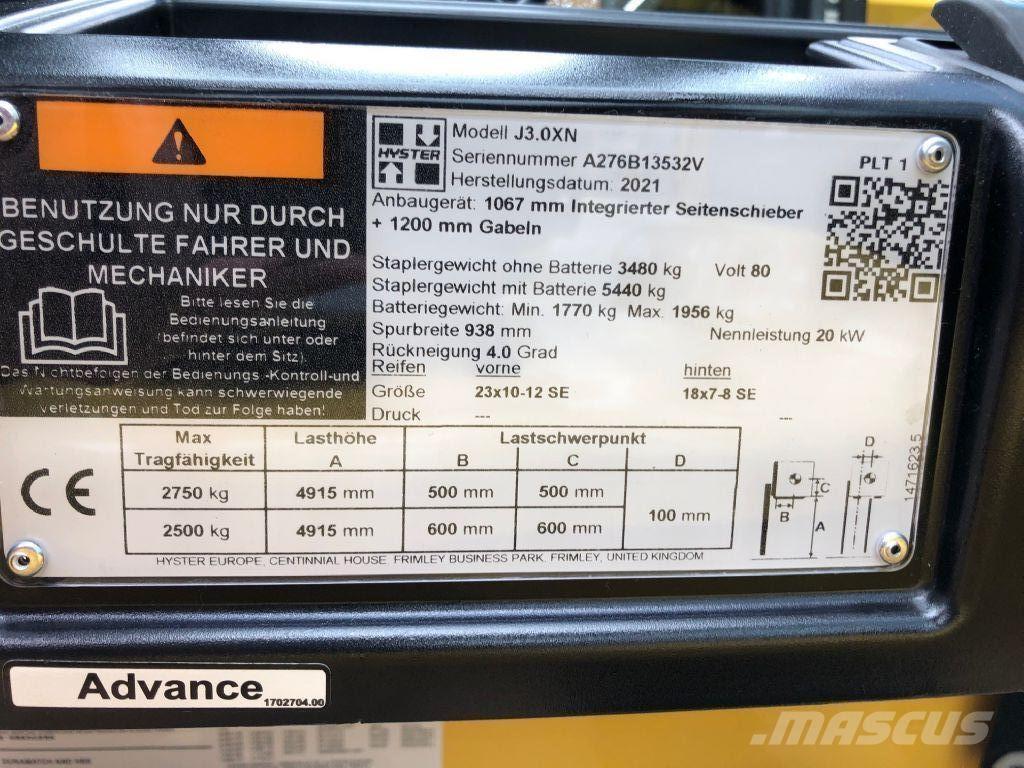 BENUTZUNG NUR DURCH
GESCHULTE FAHRER UND
MECHANIKER
Bitte lesen Sie die
Bedienungsanleitung
(befindet sich unter oder
hinter dem Sitz).
Das Nichtbefolgen der Bedienungs-,Kontroll-und
Wartungsanweisung kann schwerwiegende
Verletzungen und Tod zur Folge haben!
HYSTER
Modell J3.0XN
Seriennummer A276B13532V
Herstellungsdatum: 2021
PLT 1
Anbaugerät: 1067 mm Integrierter Seitenschieber
+ 1200 mm Gabeln
Staplergewicht ohne Batterie 3480 kg Volt 80
Staplergewicht mit Batterie 5440 kg
Batteriegewicht: Min. 1770 kg Max. 1956 kg
Spurbreite 938 mm Nennleistung 20 kW
Rückneigung 4.0 Grad
Reifen vorne hinten
Größe 23x10-12 SE 18x7-8 SE
Druck --- ---
Max Lasthöhe Lastschwerpunkt
Tragfähigkeit A B C D
2750 kg 4915 mm 500 mm 500 mm
100 mm
2500 kg 4915 mm 600 mm 600 mm
D
C
B
A
1471623.5
CE
HYSTER EUROPE, CENTINNIAL HOUSE, FRIMLEY BUSINESS PARK, FRIMLEY, UNITED KINGDOM
Advance
1702704.00
MASCUS